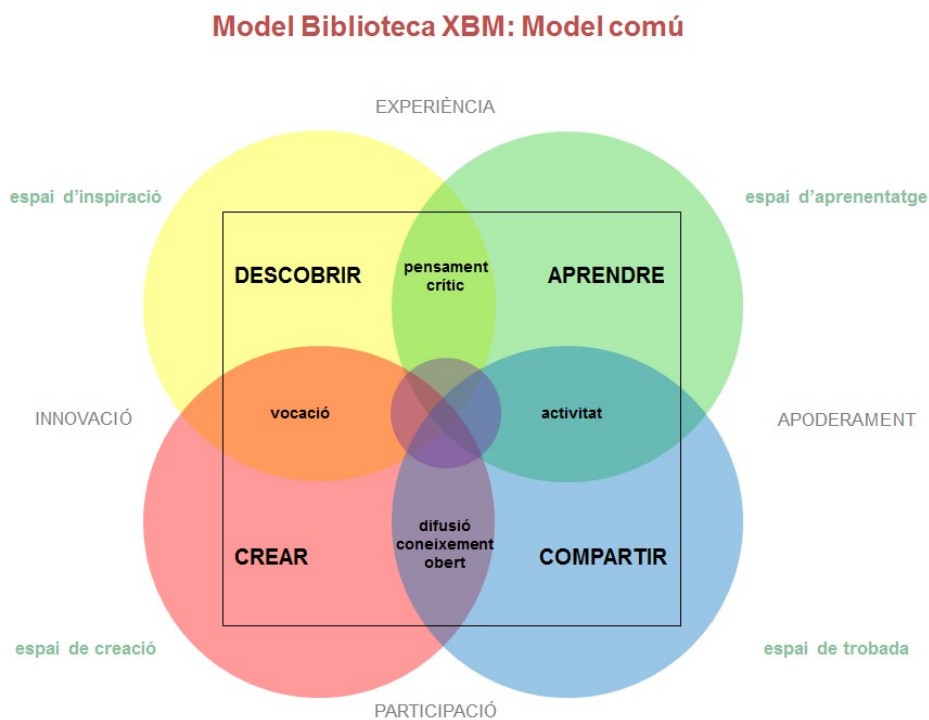 Model Biblioteca XBM: Model comú
EXPERIÈNCIA
espai d'inspiració
espai d'aprenentatge
DESCOBRIR
pensament
crític
APRENDRE
INNOVACIÓ
vocació
activitat
APODERAMENT
difusió
coneixement
obert
CREAR
COMPARTIR
espai de creació
espai de trobada
PARTICIPACIÓ